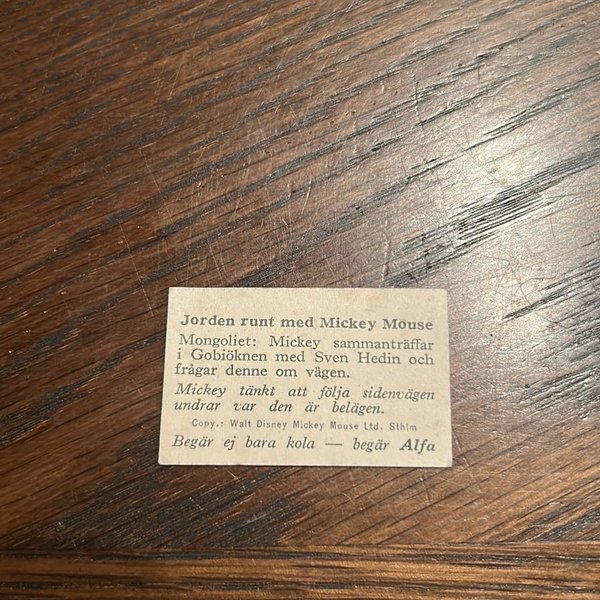 Jorden runt med Mickey Mouse
Mongoliet: Mickey sammanträffar
i Gobiöknen med Sven Hedin och
frågar denne om vägen.
Mickey tänkt att följa sidenvägen
undrar var den är belägen.
Copy.: Walt Disney Mickey Mouse Ltd, Sthlm
Begär ej bara kola — begär Alfa